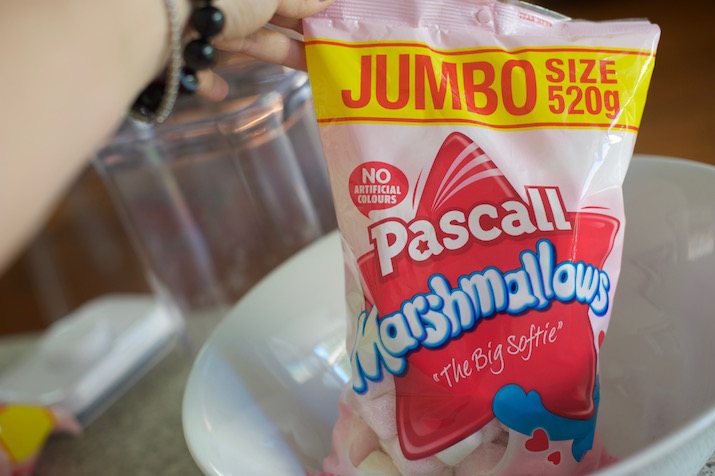 JUMBO SIZE
520g
NO
ARTIFICIAL
COLOURS
Pascall
Marshmallows
"The Big Softie"